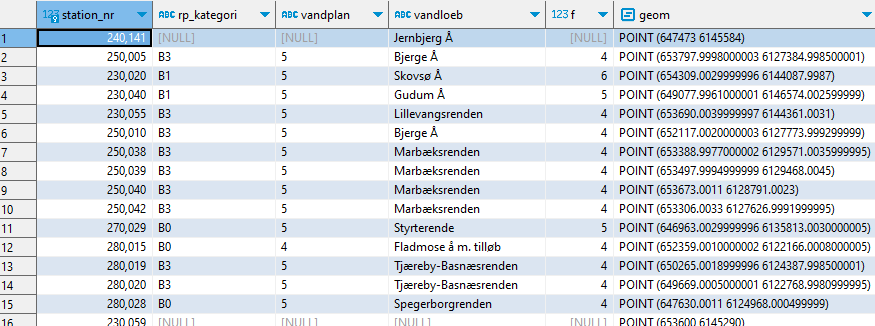 123 station_nr ABC rp_kategori ABC vandplan ABC vandloeb 123 f geom
1 240,141 [NULL] [NULL] Jernbjerg Å [NULL] POINT (647473 6145584)
2 250,005 B3 5 Bjerge Å 4 POINT (653797.9998000003 6127384.998500001)
3 230,020 B1 5 Skovsø Å 6 POINT (654309.0029999996 6144087.9987)
4 230,040 B1 5 Gudum Å 5 POINT (649077.9961000001 6146574.002599999)
5 230,055 B3 5 Lillevangsrenden 4 POINT (653690.0039999997 6144361.0031)
6 250,010 B3 5 Bjerge Å 4 POINT (652117.0020000003 6127773.999299999)
7 250,038 B3 5 Marbæksrenden 4 POINT (653388.9977000002 6129571.0035999995)
8 250,039 B3 5 Marbæksrenden 4 POINT (653497.9994999999 6129468.0045)
9 250,040 B3 5 Marbæksrenden 4 POINT (653673.0011 6128791.0023)
10 250,042 B3 5 Marbæksrenden 4 POINT (653306.0033 6127626.9991999995)
11 270,029 B0 5 Styrterende 5 POINT (646963.0029999996 6135813.0030000005)
12 280,015 B0 4 Fladmose å m. tilløb 4 POINT (652359.0010000002 6122166.0008000005)
13 280,019 B3 5 Tjæreby-Basnæsrenden 4 POINT (650265.0018999996 6124387.998500001)
14 280,020 B3 5 Tjæreby-Basnæsrenden 4 POINT (649669.0005000001 6122768.9980999995)
15 280,028 B0 5 Spegerborgrenden 4 POINT (647630.0011 6124968.000499999)
16 230,059 [NULL] [NULL] [NULL] [NULL] POINT (653600 6145290)